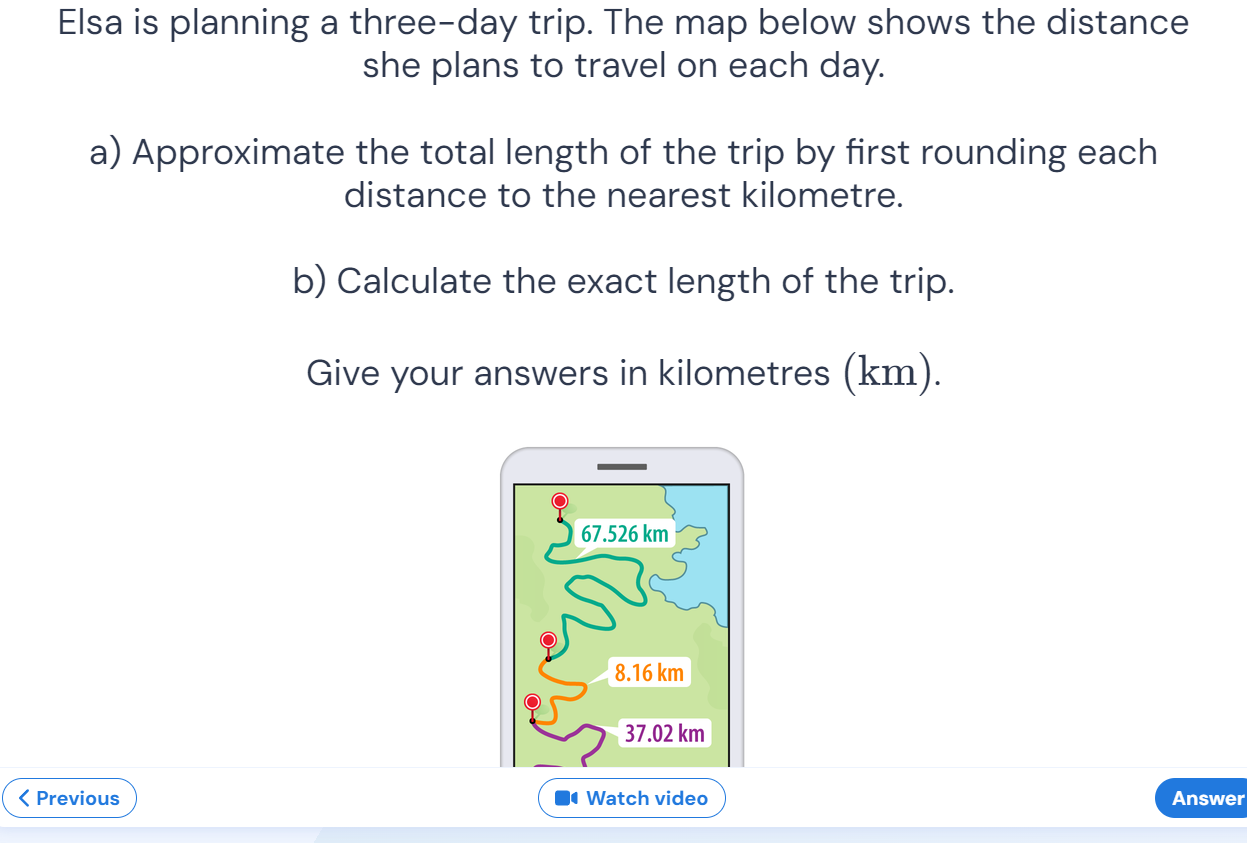 Elsa is planning a three-day trip. The map below shows the distance
she plans to travel on each day.
a) Approximate the total length of the trip by first rounding each
distance to the nearest kilometre.
b) Calculate the exact length of the trip.
Give your answers in kilometres (km).
67.526 km
8.16 km
37.02 km
Previous
Watch video
Answer